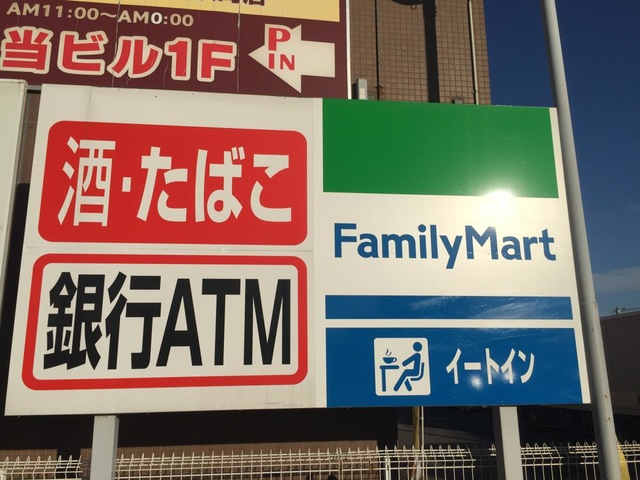 AM11:00〜AM0:00
当ビル1F
P
IN
酒・たばこ
銀行ATM
FamilyMart
イートイン